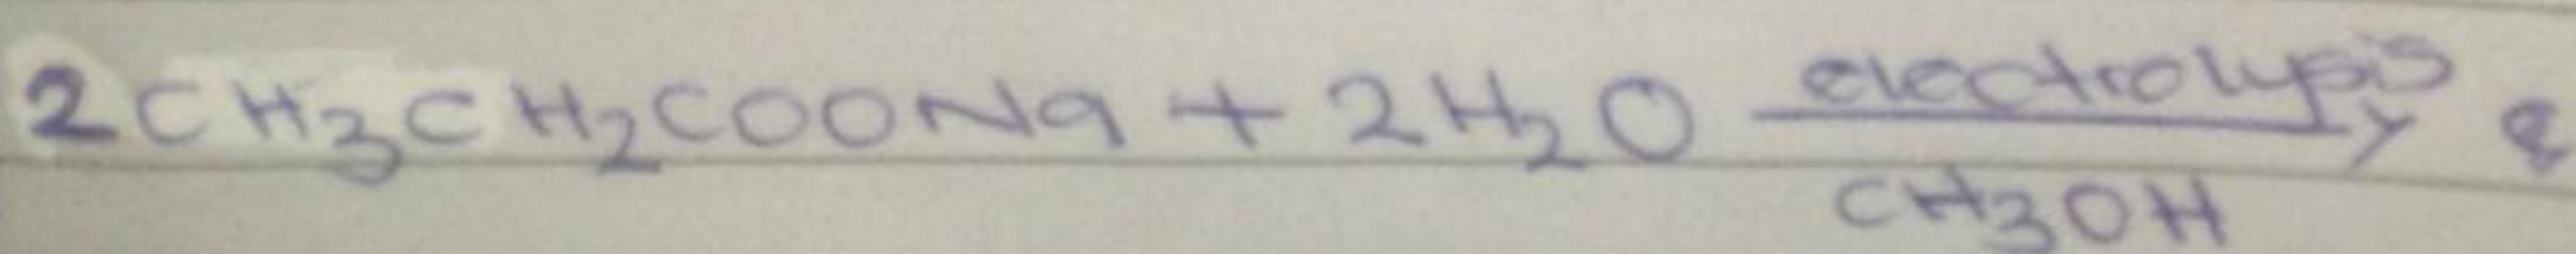 2CH₃CH₂COONa + 2H₂O electrolysis → ?
CH₃OH